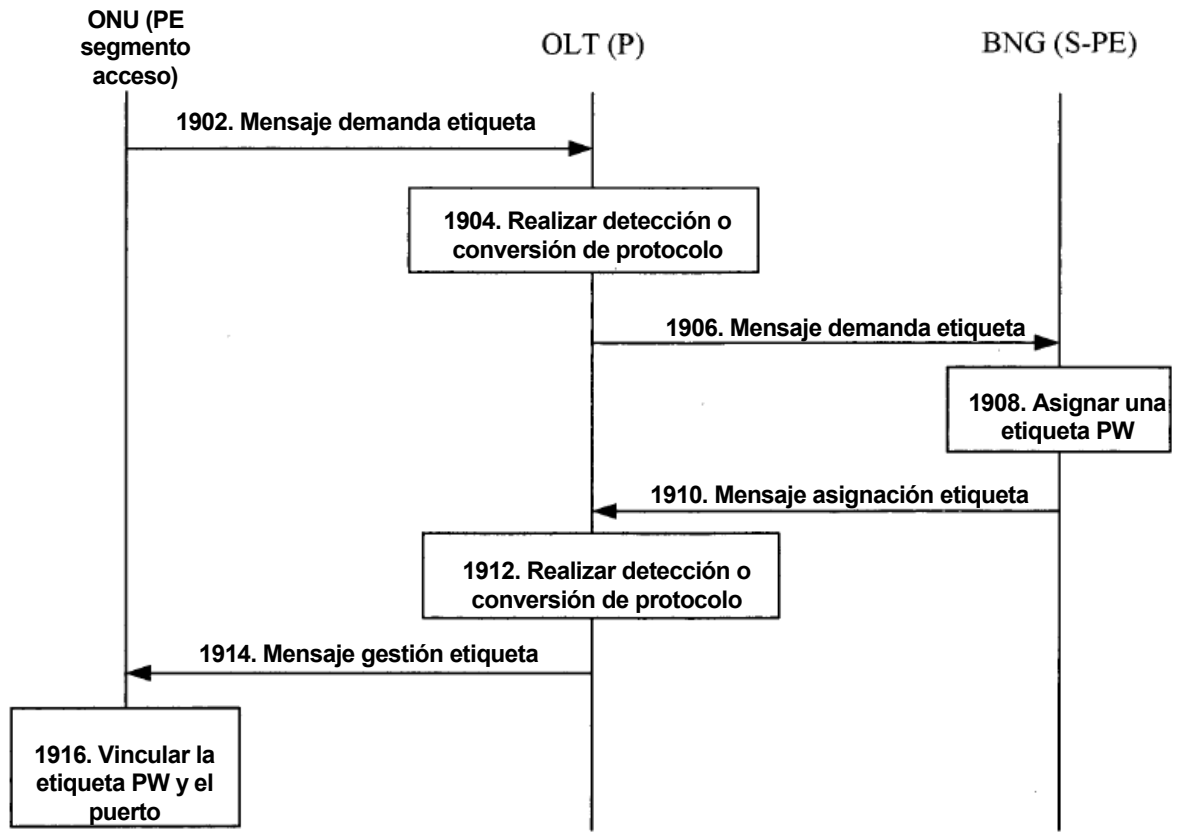 ONU (PE
segmento
acceso)
OLT (P)
BNG (S-PE)
1902. Mensaje demanda etiqueta
1904. Realizar detección o
conversión de protocolo
1906. Mensaje demanda etiqueta
1908. Asignar una
etiqueta PW
1910. Mensaje asignación etiqueta
1912. Realizar detección o
conversión de protocolo
1914. Mensaje gestión etiqueta
1916. Vincular la
etiqueta PW y el
puerto